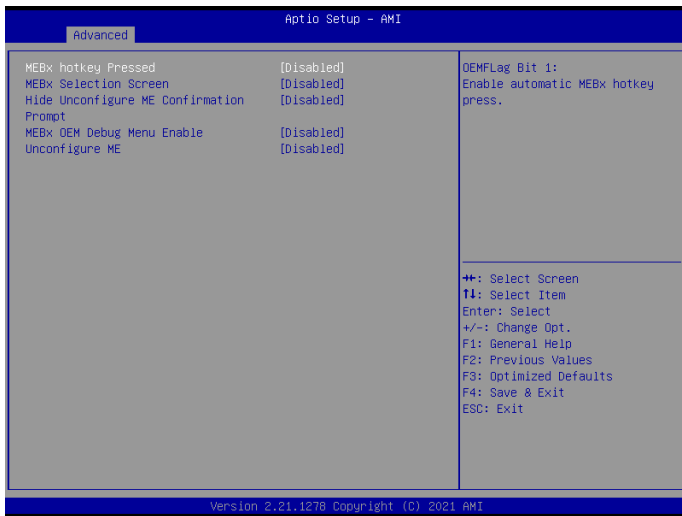 Aptio Setup – AMI
Advanced
MEBx hotkey Pressed [Disabled]
MEBx Selection Screen [Disabled]
Hide Unconfigure ME Confirmation [Disabled]
Prompt
MEBx OEM Debug Menu Enable [Disabled]
Unconfigure ME [Disabled]
OEMFLag Bit 1:
Enable automatic MEBx hotkey
press.
→←: Select Screen
↑↓: Select Item
Enter: Select
+/-: Change Opt.
F1: General Help
F2: Previous Values
F3: Optimized Defaults
F4: Save & Exit
ESC: Exit
Version 2.21.1278 Copyright (C) 2021 AMI